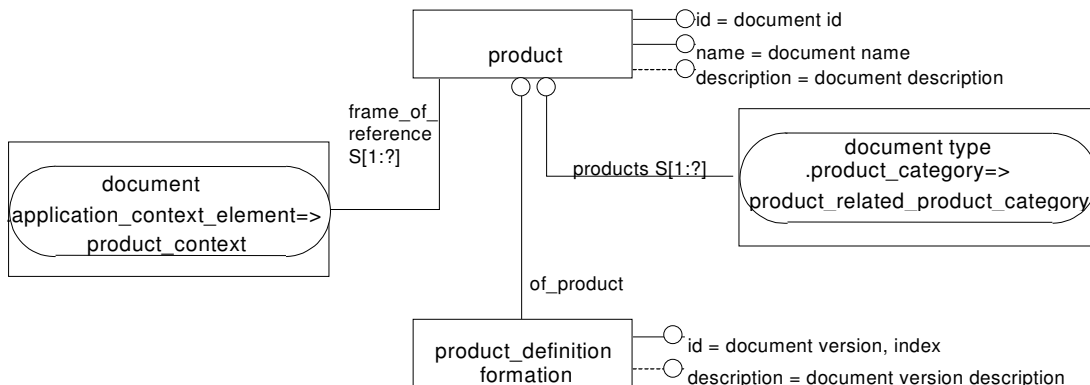 id = document id
product
name = document name
description = document description
frame_of_
reference
S[1:?]
document
.application_context_element=>
product_context
products S[1:?]
document type
.product_category=>
product_related_product_category
of_product
product_definition
formation
id = document version, index
description = document version description